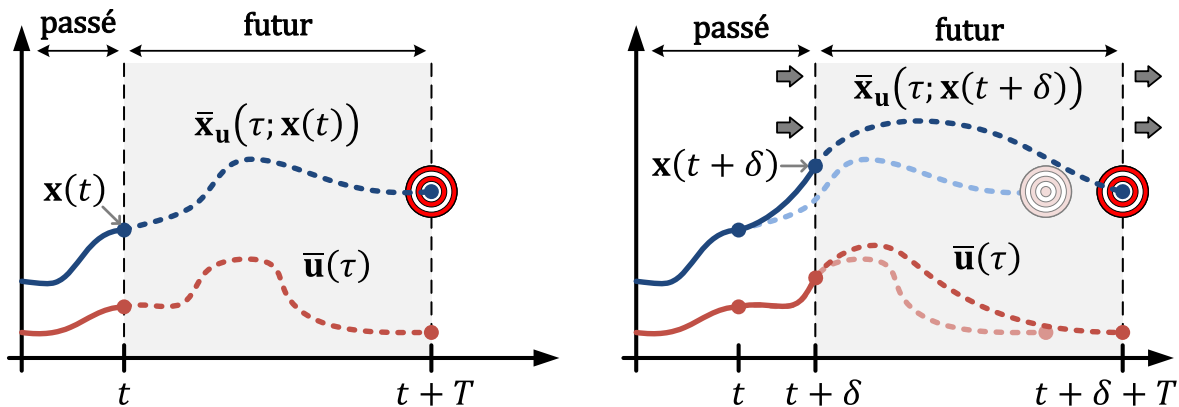 passé futur
x̄ᵤ(τ; x(t))
x(t)
ū(τ)
t t + T
passé futur
x̄ᵤ(τ; x(t + δ))
x(t + δ)
ū(τ)
t t + δ t + δ + T